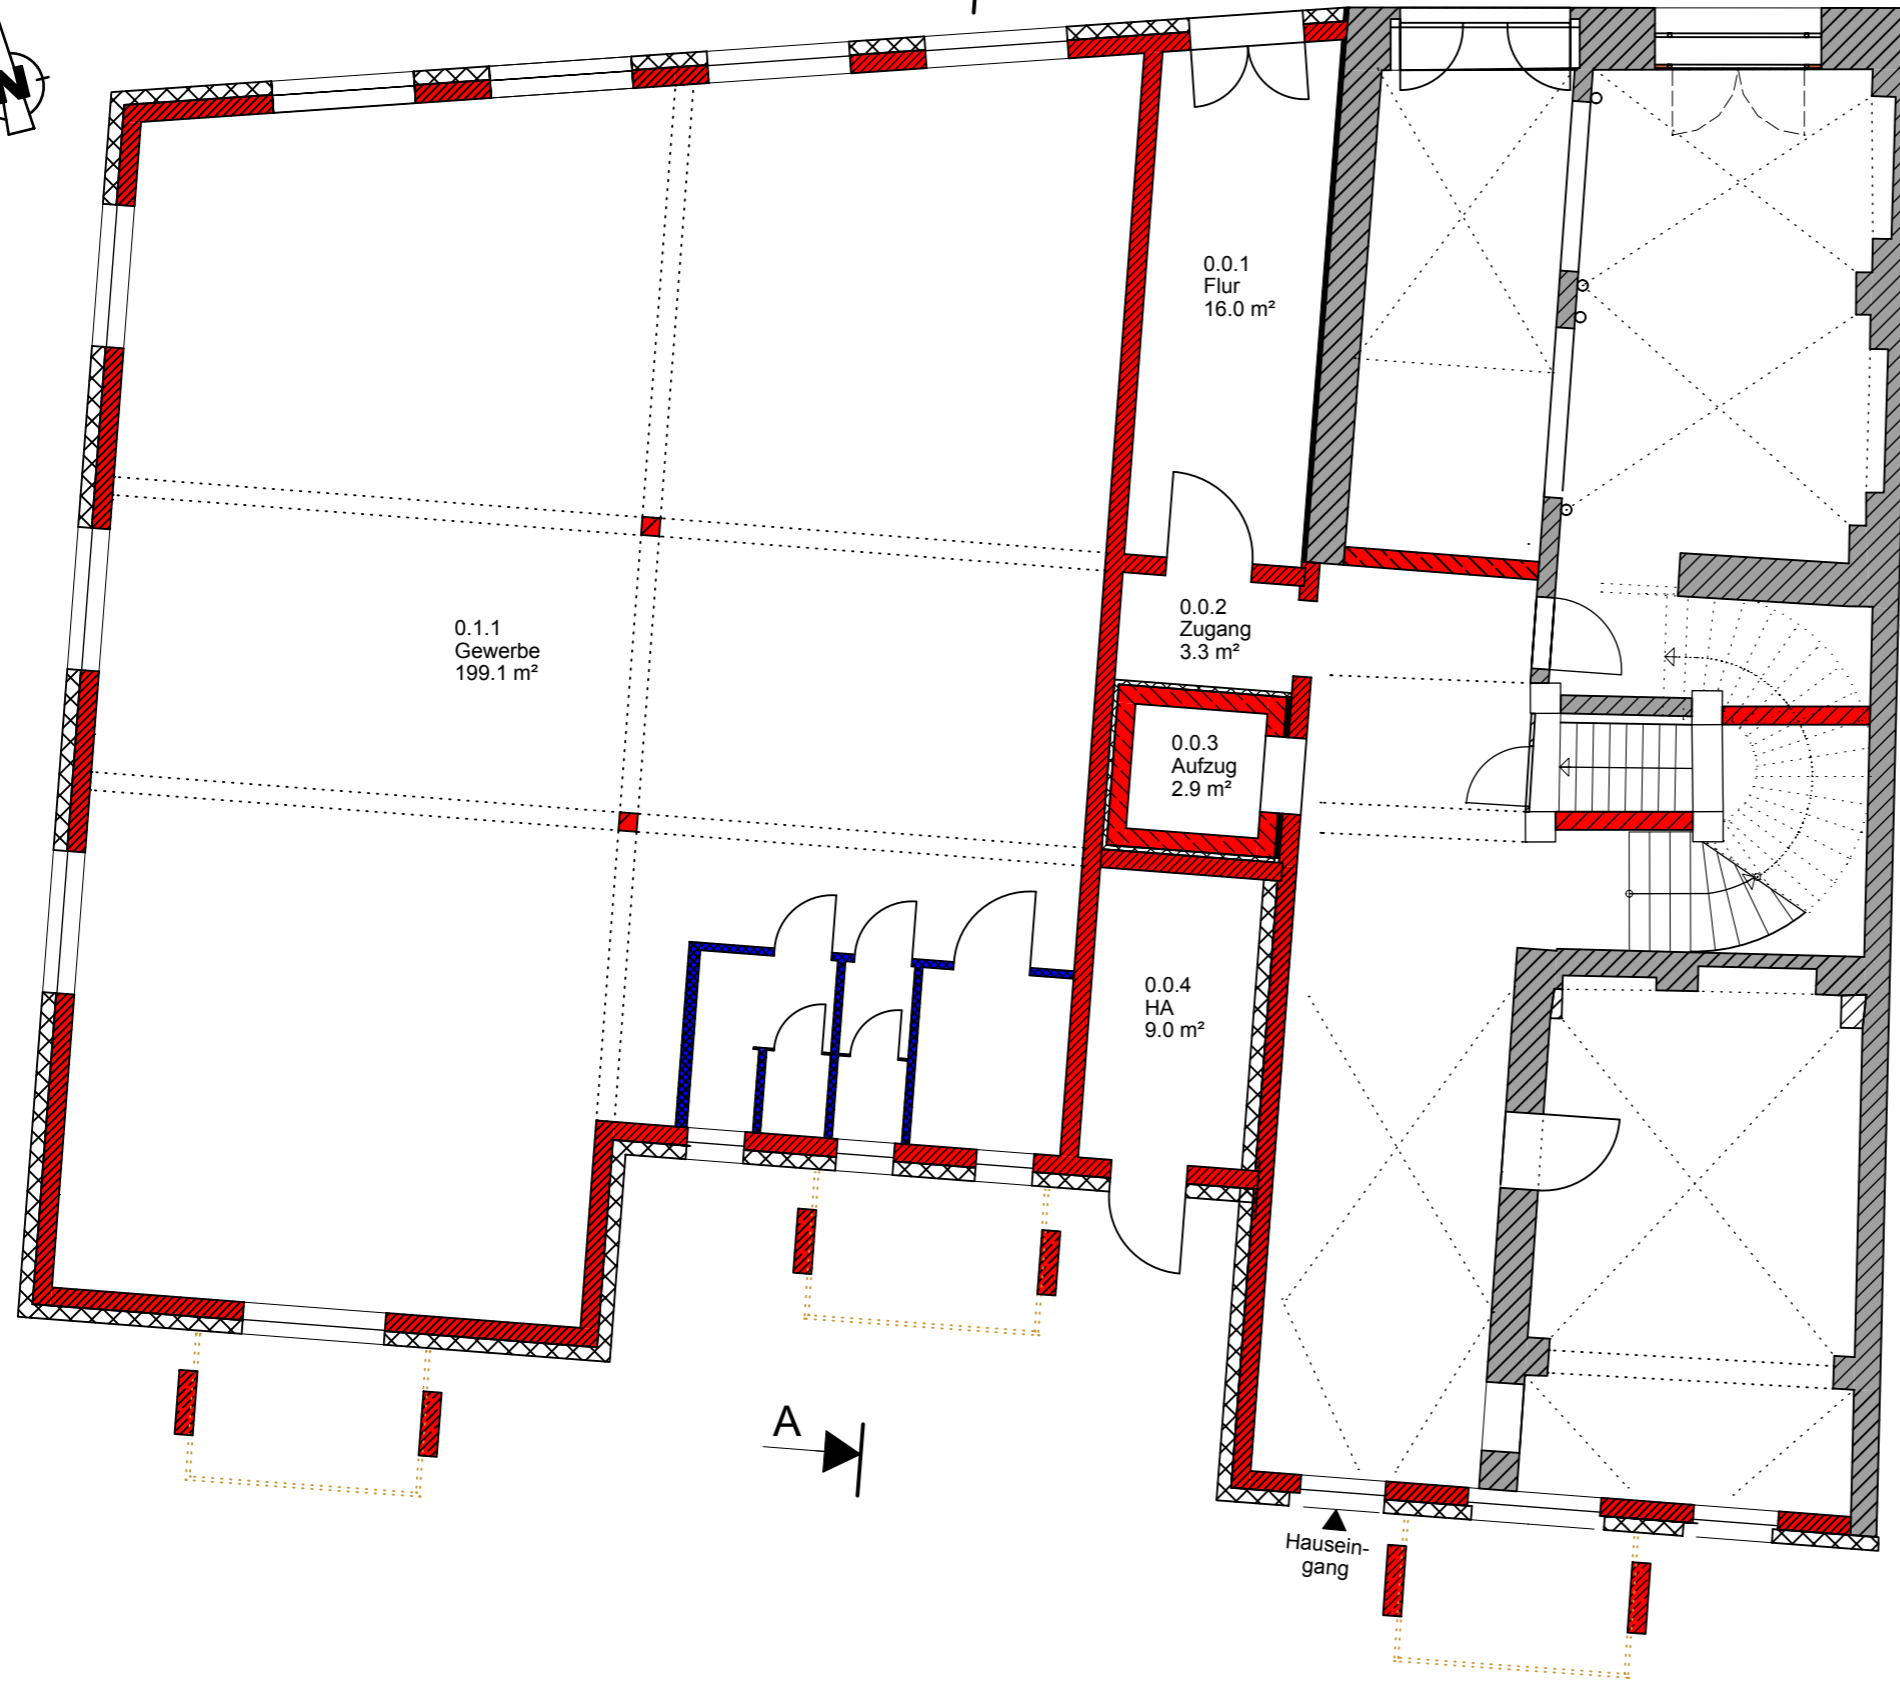 N
0.0.1
Flur
16.0 m²
0.1.1
Gewerbe
199.1 m²
0.0.2
Zugang
3.3 m²
0.0.3
Aufzug
2.9 m²
0.0.4
HA
9.0 m²
A
Hausein-
gang